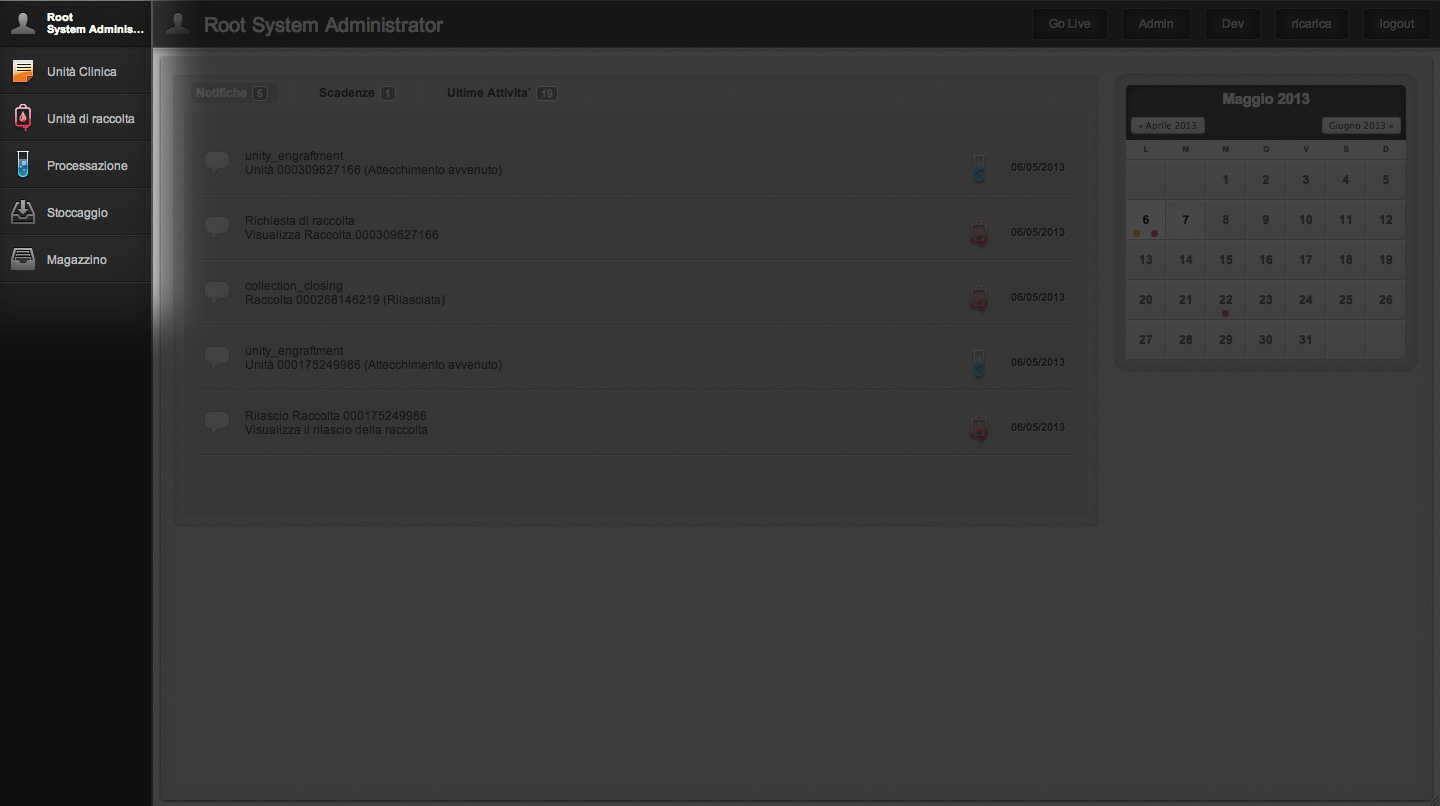 Root
System Adminis...
Unità Clinica
Unità di raccolta
Processazione
Stoccaggio
Magazzino
Root System Administrator
Go Live
Admin
Dev
ricarica
logout
Notifiche 5
Scadenze 1
Ultime Attivita' 19
unity_engraftment
Unità 000309627166 (Attecchimento avvenuto)
06/05/2013
Richiesta di raccolta
Visualizza Raccolta 000309627166
06/05/2013
collection_closing
Raccolta 000268146219 (Rilasciata)
06/05/2013
unity_engraftment
Unità 000175249986 (Attecchimento avvenuto)
06/05/2013
Rilascio Raccolta 000175249986
Visualizza il rilascio della raccolta
06/05/2013
Maggio 2013
« Aprile 2013
Giugno 2013 »
L M M G V S D
1 2 3 4 5
6 7 8 9 10 11 12
13 14 15 16 17 18 19
20 21 22 23 24 25 26
27 28 29 30 31